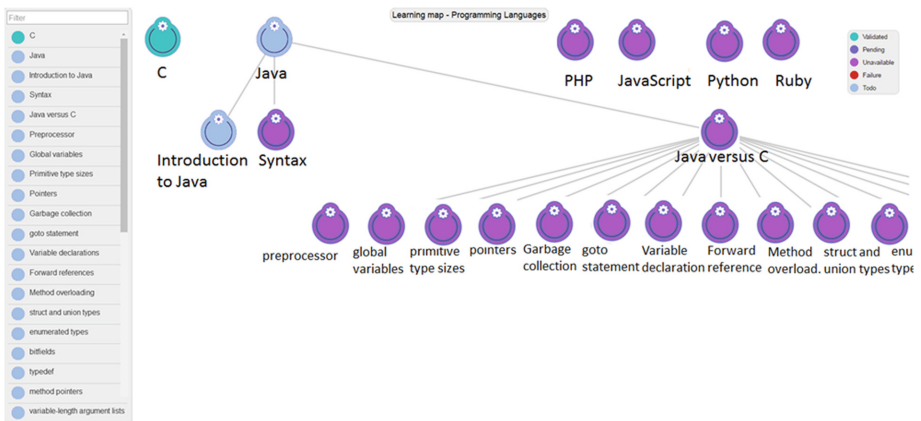 Learning map - Programming Languages
Filter
C
Java
Introduction to Java
Syntax
Java versus C
Preprocessor
Global variables
Primitive type sizes
Pointers
Garbage collection
goto statement
Variable declarations
Forward references
Method overloading
struct and union types
enumerated types
bitfields
typedef
method pointers
variable-length argument lists
C
Java
PHP
JavaScript
Python
Ruby
Validated
Pending
Unavailable
Failure
Todo
Introduction
to Java
Syntax
Java versus C
preprocessor
global
variables
primitive
type sizes
pointers
Garbage
collection
goto
statement
Variable
declaration
Forward
reference
Method
overload.
struct and
union types
enu
type